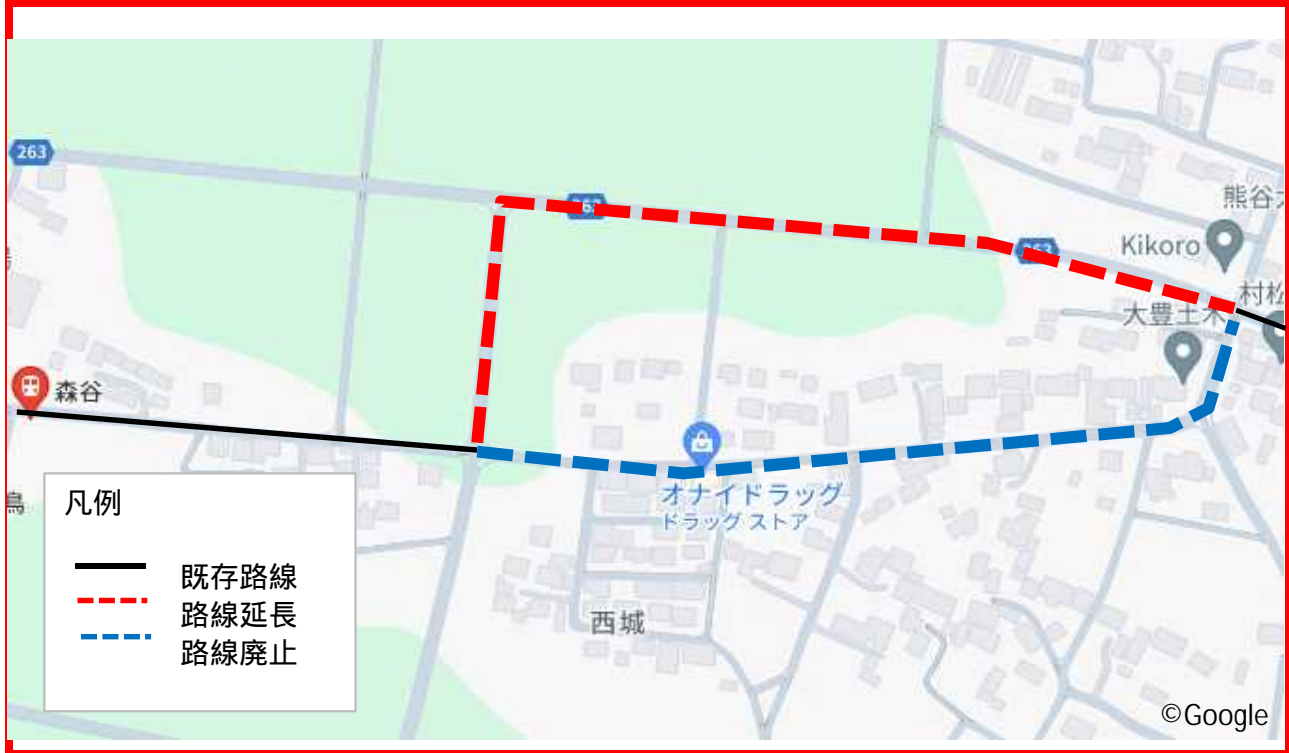 263
263
熊谷
Kikoro
263
村松
大豊土木
森谷
オナイドラッグ
ドラッグストア
凡例
既存路線
路線延長
路線廃止
西城
©Google